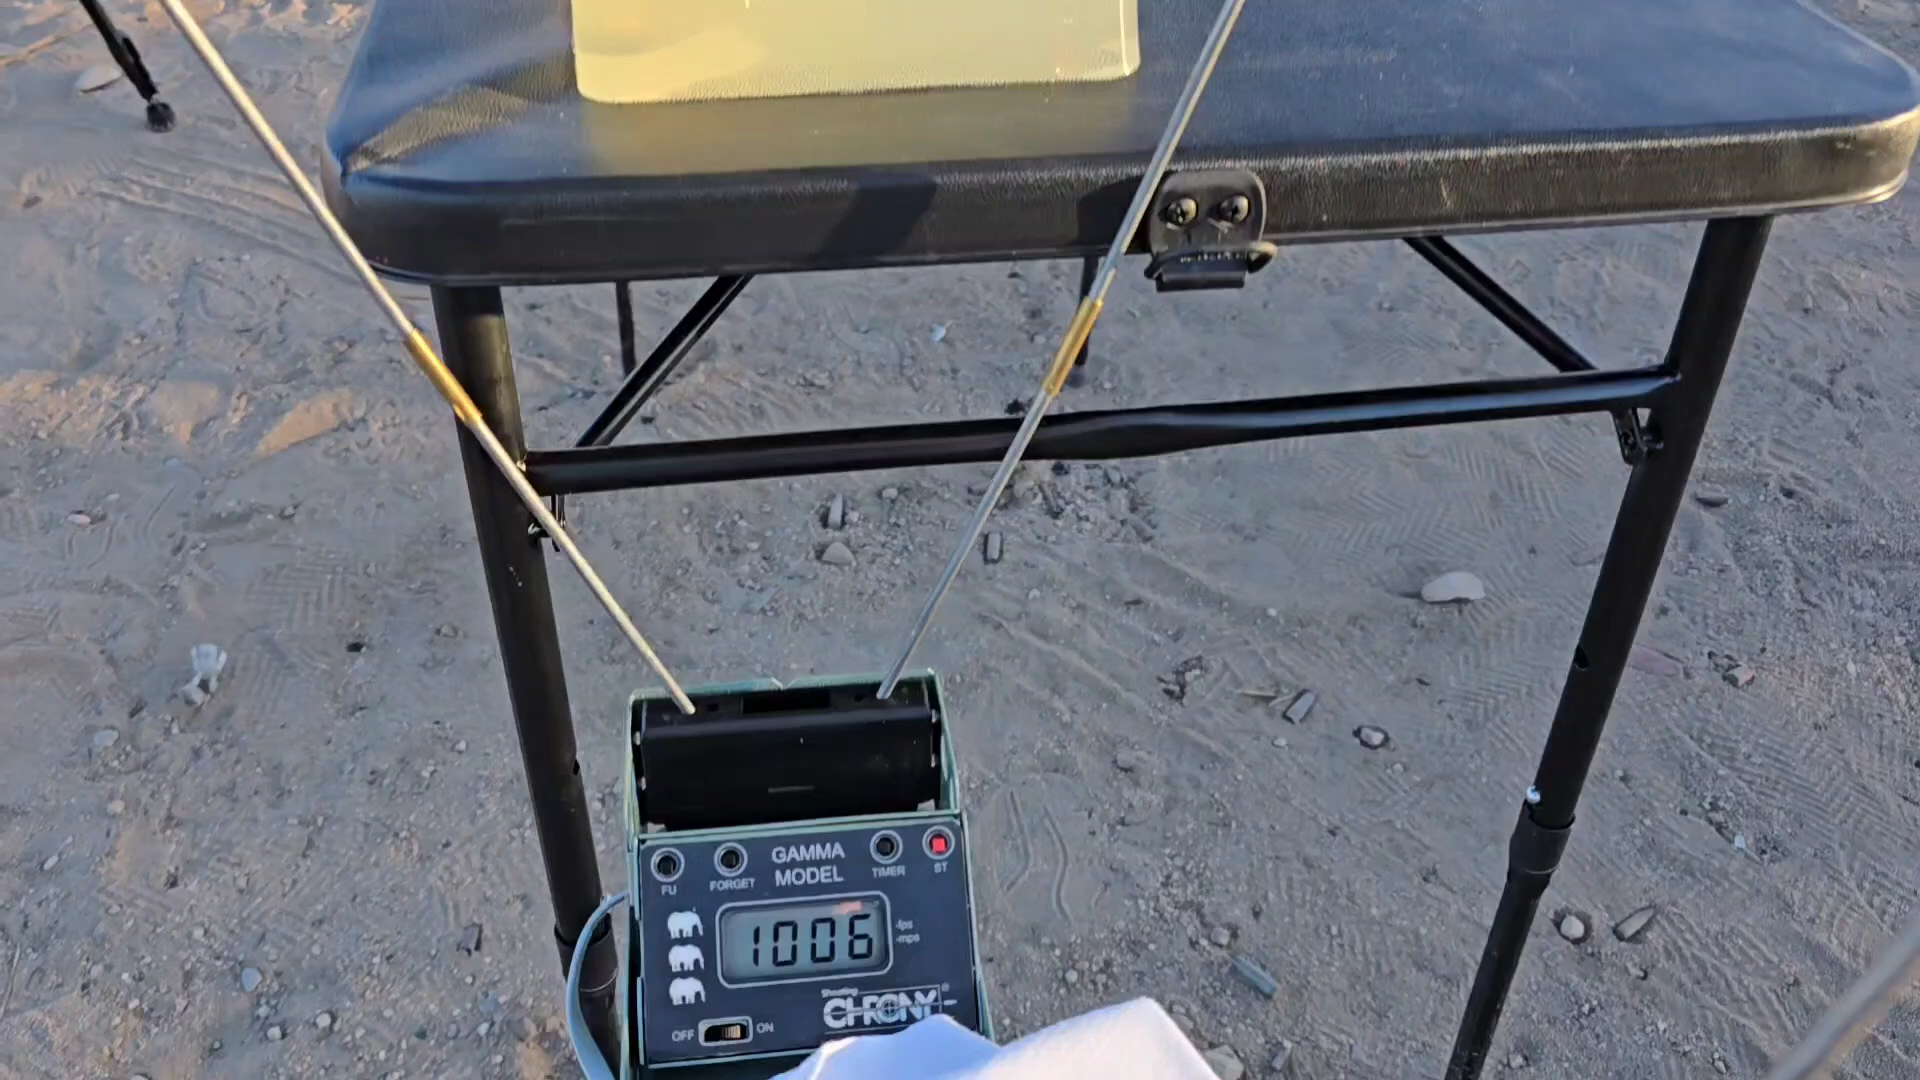 GAMMA
MODEL
FU
FORGET
TIMER
ST
1006
-fps
-mps
Shooting
CHRONY®
OFF
ON